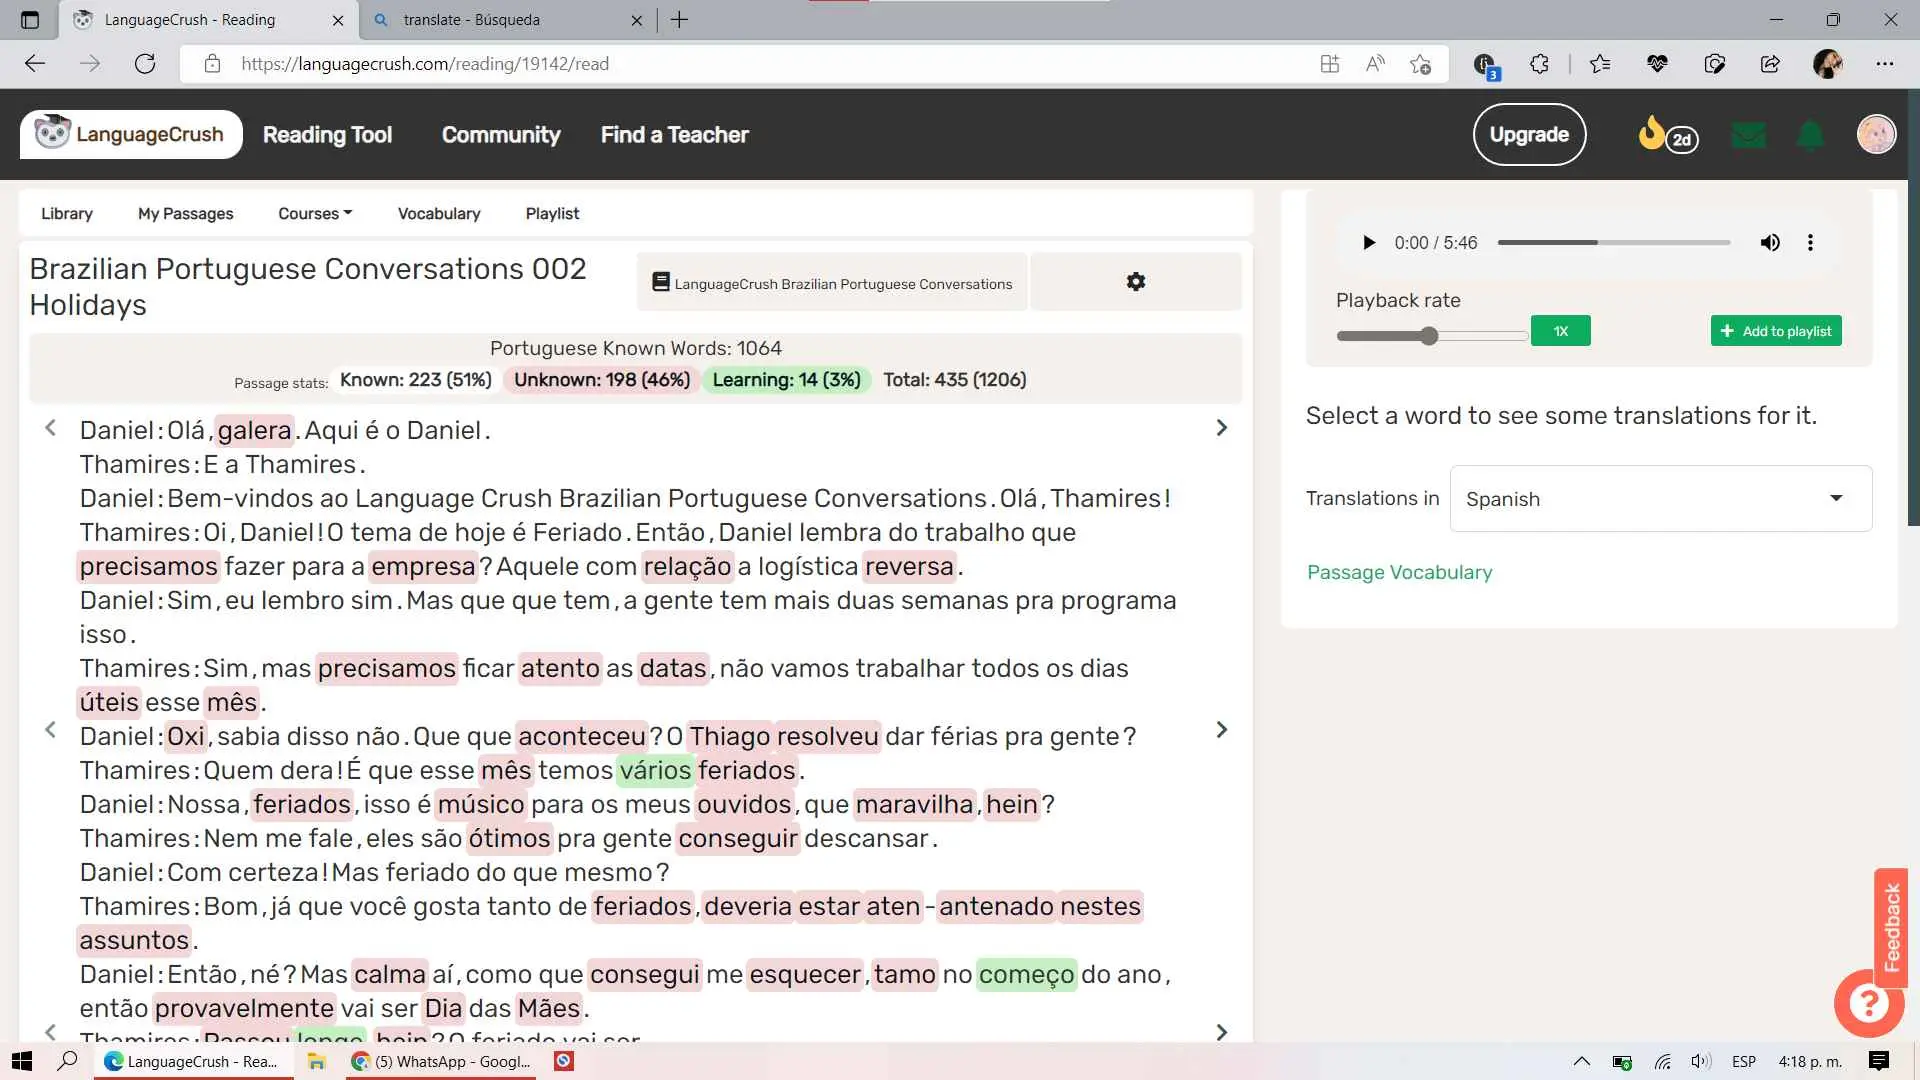 LanguageCrush - Reading
translate - Búsqueda
https://languagecrush.com/reading/19142/read
3
LanguageCrush
Reading Tool
Community
Find a Teacher
Upgrade
2d
Library
My Passages
Courses
Vocabulary
Playlist
Brazilian Portuguese Conversations 002
Holidays
LanguageCrush Brazilian Portuguese Conversations
Portuguese Known Words: 1064
Passage stats: Known: 223 (51%) Unknown: 198 (46%) Learning: 14 (3%) Total: 435 (1206)
Daniel:Olá,galera.Aqui é o Daniel.
Thamires:E a Thamires.
Daniel:Bem-vindos ao Language Crush Brazilian Portuguese Conversations.Olá,Thamires!
Thamires:Oi,Daniel!O tema de hoje é Feriado.Então,Daniel lembra do trabalho que
precisamos fazer para a empresa?Aquele com relação a logística reversa.
Daniel:Sim,eu lembro sim.Mas que que tem,a gente tem mais duas semanas pra programa
isso.
Thamires:Sim,mas precisamos ficar atento as datas,não vamos trabalhar todos os dias
úteis esse mês.
Daniel:Oxi,sabia disso não.Que que aconteceu?O Thiago resolveu dar férias pra gente?
Thamires:Quem dera!É que esse mês temos vários feriados.
Daniel:Nossa,feriados,isso é músico para os meus ouvidos,que maravilha,hein?
Thamires:Nem me fale,eles são ótimos pra gente conseguir descansar.
Daniel:Com certeza!Mas feriado do que mesmo?
Thamires:Bom,já que você gosta tanto de feriados,deveria estar aten-antenado nestes
assuntos.
Daniel:Então,né?Mas calma aí,como que consegui me esquecer,tamo no começo do ano,
então provavelmente vai ser Dia das Mães.
Thamires:Passou longe,hein?O feriado vai ser
0:00 / 5:46
Playback rate
1X
+ Add to playlist
Select a word to see some translations for it.
Translations in
Spanish
Passage Vocabulary
Feedback
?
LanguageCrush - Rea...
(5) WhatsApp - Googl...
ESP
4:18 p. m.